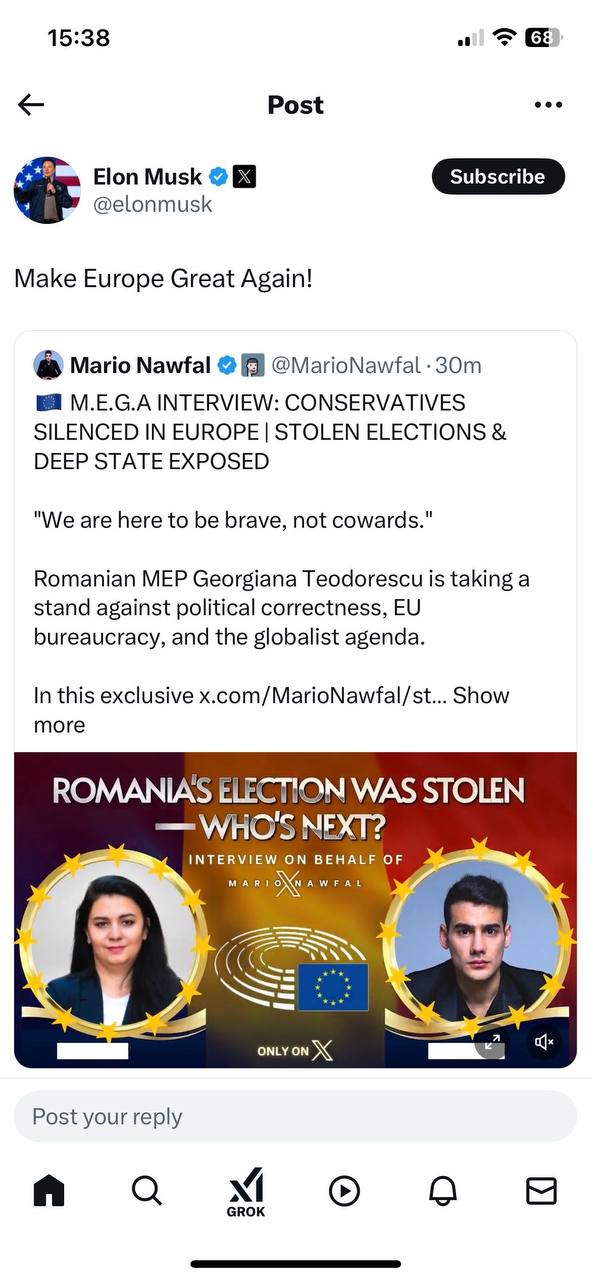 15:38
68
Post
Elon Musk
Subscribe
@elonmusk
Make Europe Great Again!
Mario Nawfal @MarioNawfal · 30m
M.E.G.A INTERVIEW: CONSERVATIVES
SILENCED IN EUROPE | STOLEN ELECTIONS &
DEEP STATE EXPOSED
"We are here to be brave, not cowards."
Romanian MEP Georgiana Teodorescu is taking a
stand against political correctness, EU
bureaucracy, and the globalist agenda.
In this exclusive x.com/MarioNawfal/st... Show
more
ROMANIA'S ELECTION WAS STOLEN
—WHO'S NEXT?
INTERVIEW ON BEHALF OF
MARIO X NAWFAL
ONLY ON X
Post your reply
GROK